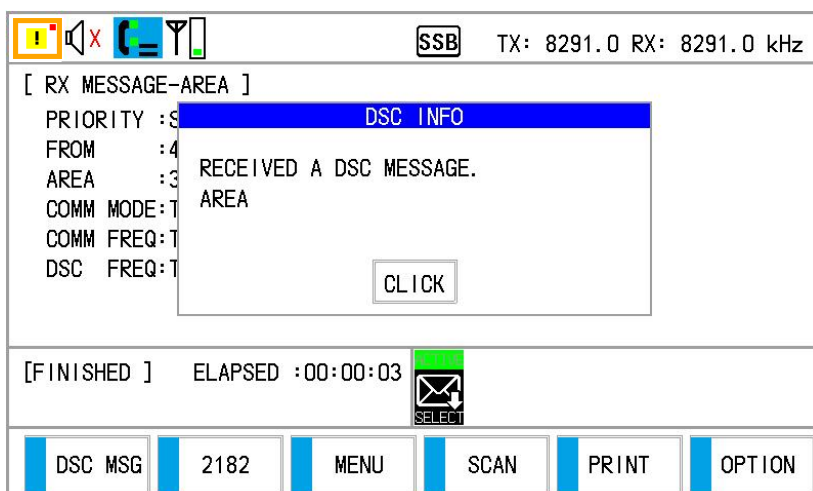 ! X SSB TX: 8291.0 RX: 8291.0 kHz
[ RX MESSAGE-AREA ]
PRIORITY :S
FROM :4
AREA :3
COMM MODE:T
COMM FREQ:T
DSC FREQ:T
DSC INFO
RECEIVED A DSC MESSAGE.
AREA
CLICK
[FINISHED ] ELAPSED :00:00:03
ACTIVE
SELECT
DSC MSG 2182 MENU SCAN PRINT OPTION